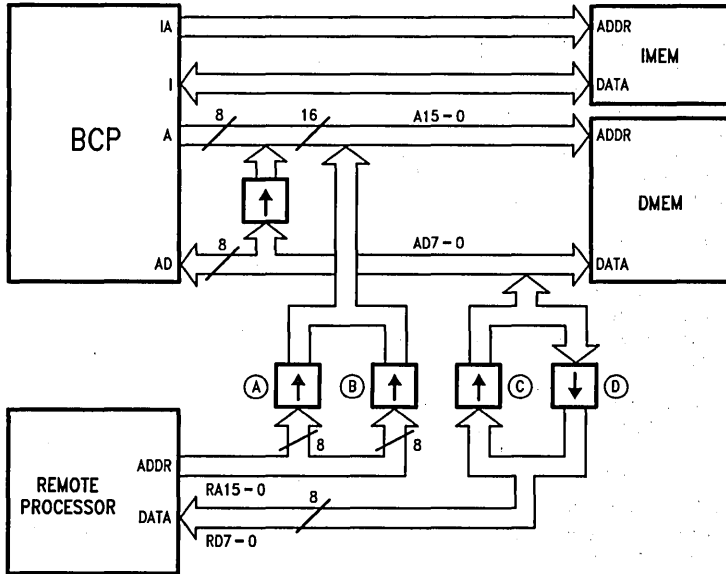 IA
ADDR
IMEM
I
DATA
BCP
8
16
A15-0
A
ADDR
DMEM
8
AD7-0
AD
DATA
A
B
C
D
8
8
ADDR
REMOTE
PROCESSOR
RA15-0
8
DATA
RD7-0